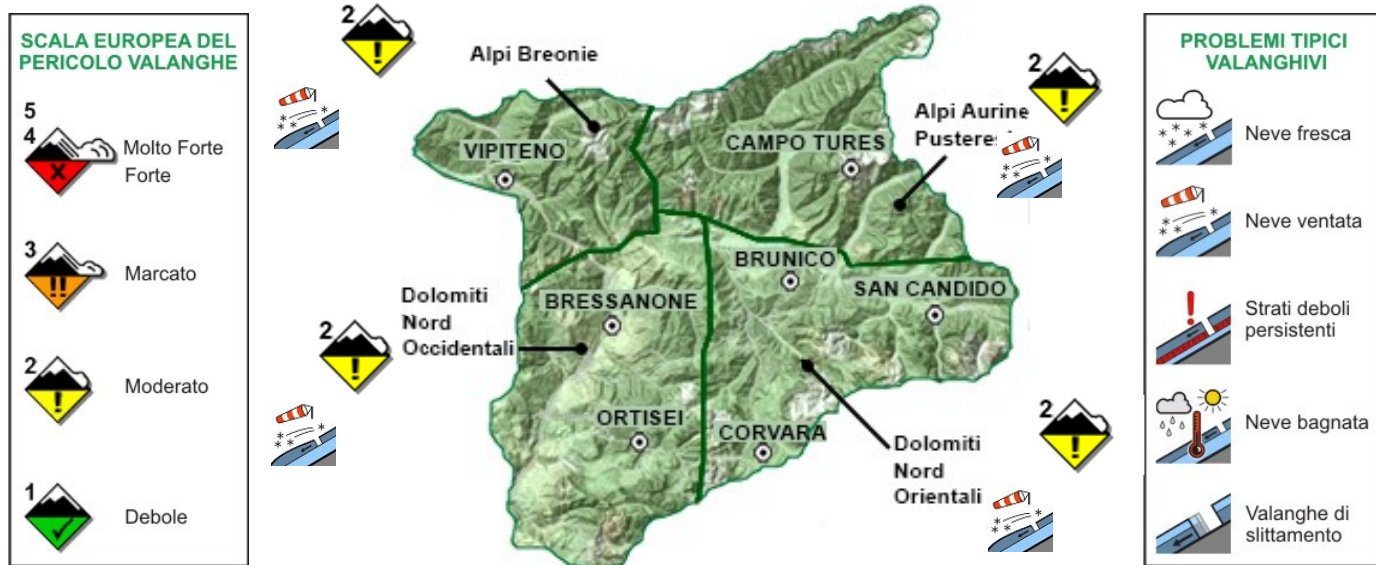 SCALA EUROPEA DEL
PERICOLO VALANGHE
5
4
Molto Forte
Forte
3
Marcato
2
Moderato
1
Debole
2
Alpi Breonie
2
Alpi Aurine
VIPITENO
CAMPO TURES
Dolomiti
Nord
Occidentali
2
BRESSANONE
BRUNICO
SAN CANDIDO
ORTISEI
CORVARA
2
Dolomiti
Nord
Orientali
PROBLEMI TIPICI
VALANGHIVI
Neve fresca
Neve ventata
Strati deboli
persistenti
Neve bagnata
Valanghe di
slittamento